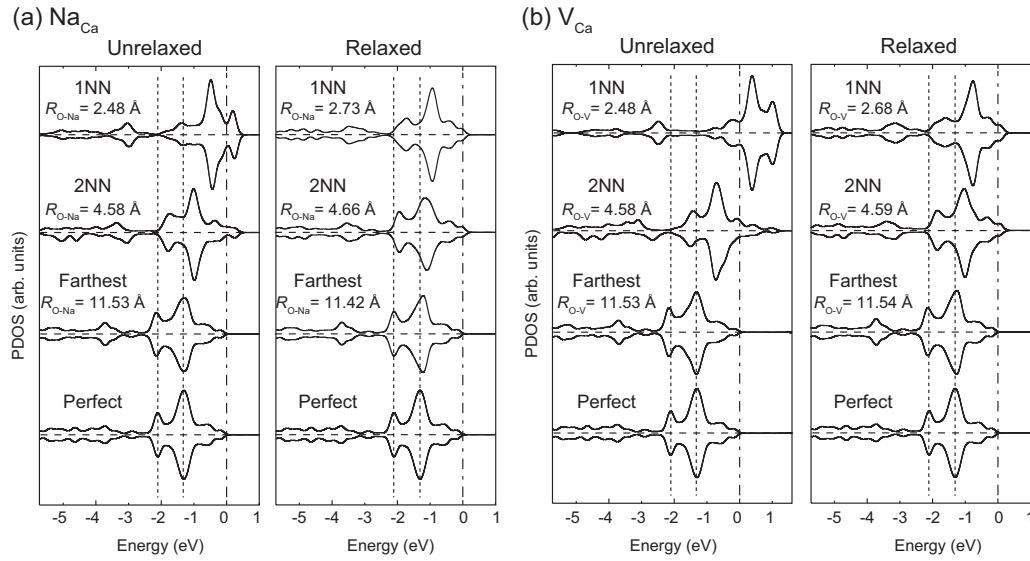 (a) Na_Ca
Unrelaxed
Relaxed
1NN
R_O-Na = 2.48 Å
2NN
R_O-Na = 4.58 Å
Farthest
R_O-Na = 11.53 Å
Perfect
1NN
R_O-Na = 2.73 Å
2NN
R_O-Na = 4.66 Å
Farthest
R_O-Na = 11.42 Å
Perfect
PDOS (arb. units)
-5 -4 -3 -2 -1 0 1
-5 -4 -3 -2 -1 0 1
Energy (eV)
Energy (eV)
(b) V_Ca
Unrelaxed
Relaxed
1NN
R_O-V = 2.48 Å
2NN
R_O-V = 4.58 Å
Farthest
R_O-V = 11.53 Å
Perfect
1NN
R_O-V = 2.68 Å
2NN
R_O-V = 4.59 Å
Farthest
R_O-V = 11.54 Å
Perfect
PDOS (arb. units)
-5 -4 -3 -2 -1 0 1
-5 -4 -3 -2 -1 0 1
Energy (eV)
Energy (eV)